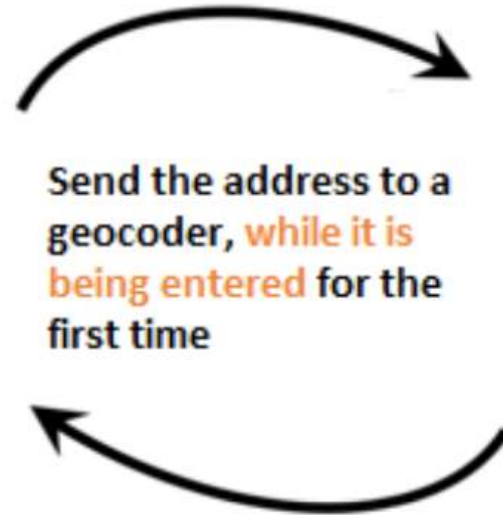 Send the address to a
geocoder, while it is
being entered for the
first time